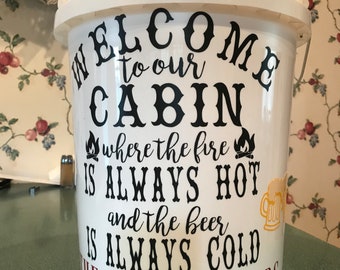 WELCOME
to our
CABIN
where the fire
IS ALWAYS HOT
and the beer
IS ALWAYS COLD